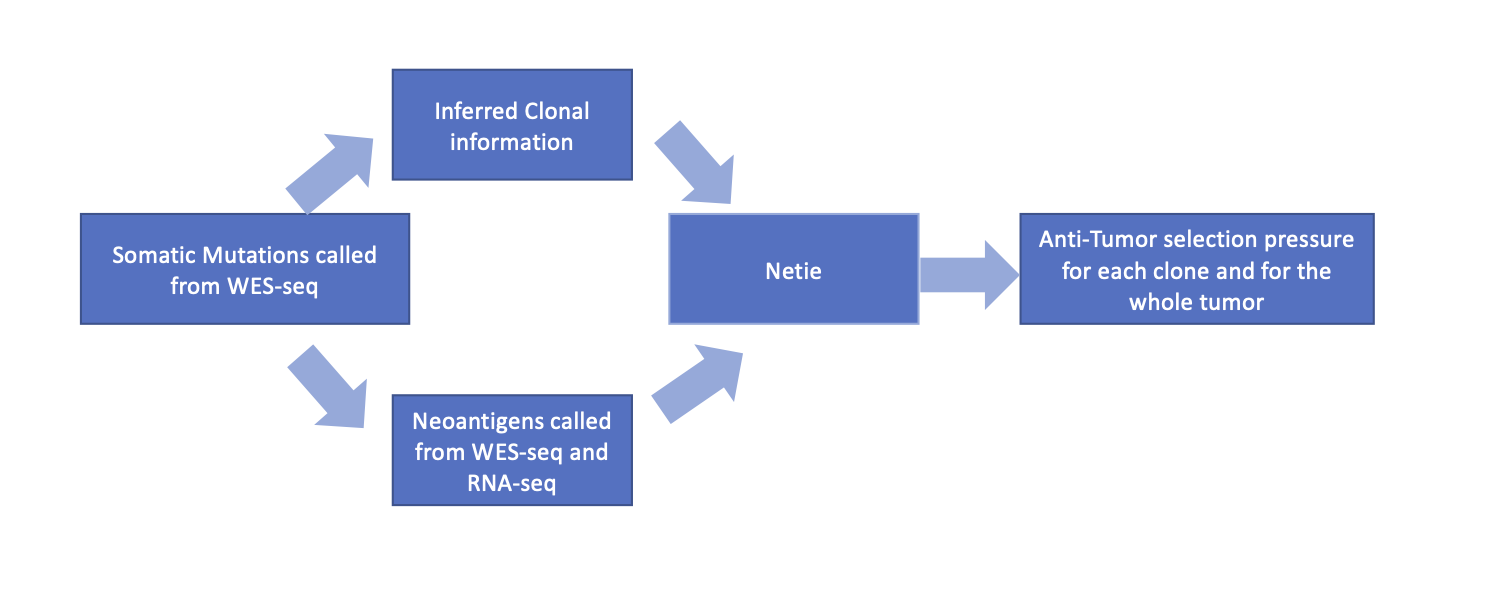 Inferred Clonal
information
Somatic Mutations called
from WES-seq
Netie
Anti-Tumor selection pressure
for each clone and for the
whole tumor
Neoantigens called
from WES-seq and
RNA-seq